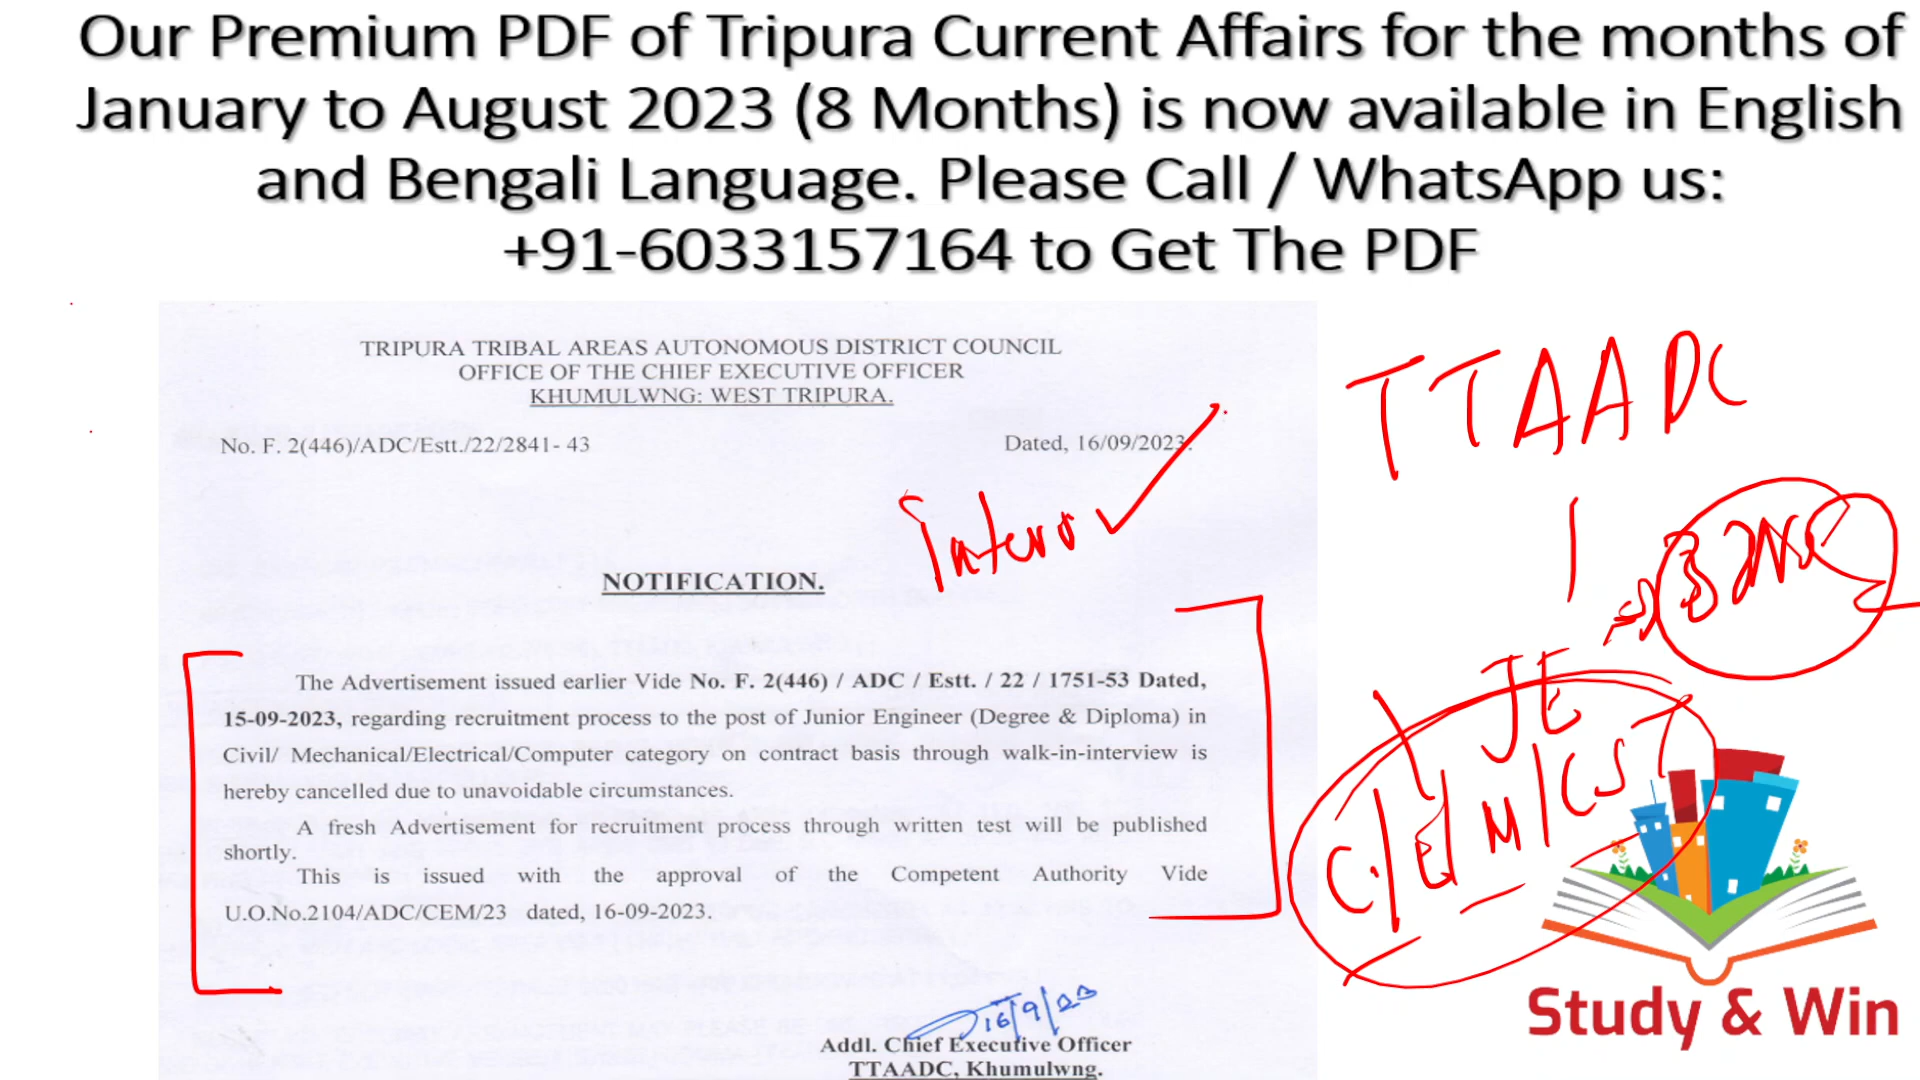 Our Premium PDF of Tripura Current Affairs for the months of
January to August 2023 (8 Months) is now available in English
and Bengali Language. Please Call / WhatsApp us:
+91-6033157164 to Get The PDF
TRIPURA TRIBAL AREAS AUTONOMOUS DISTRICT COUNCIL
OFFICE OF THE CHIEF EXECUTIVE OFFICER
KHUMULWNG: WEST TRIPURA.
No. F. 2(446)/ADC/Estt./22/2841- 43
Dated, 16/09/2023.
NOTIFICATION.
The Advertisement issued earlier Vide No. F. 2(446) / ADC / Estt. / 22 / 1751-53 Dated,
15-09-2023, regarding recruitment process to the post of Junior Engineer (Degree & Diploma) in
Civil/ Mechanical/Electrical/Computer category on contract basis through walk-in-interview is
hereby cancelled due to unavoidable circumstances.
A fresh Advertisement for recruitment process through written test will be published
shortly.
This is issued with the approval of the Competent Authority Vide
U.O.No.2104/ADC/CEM/23 dated, 16-09-2023.
16/9/23
Addl. Chief Executive Officer
TTAADC, Khumulwng.
TTAADC
JE
C/E/M/CS
Study & Win